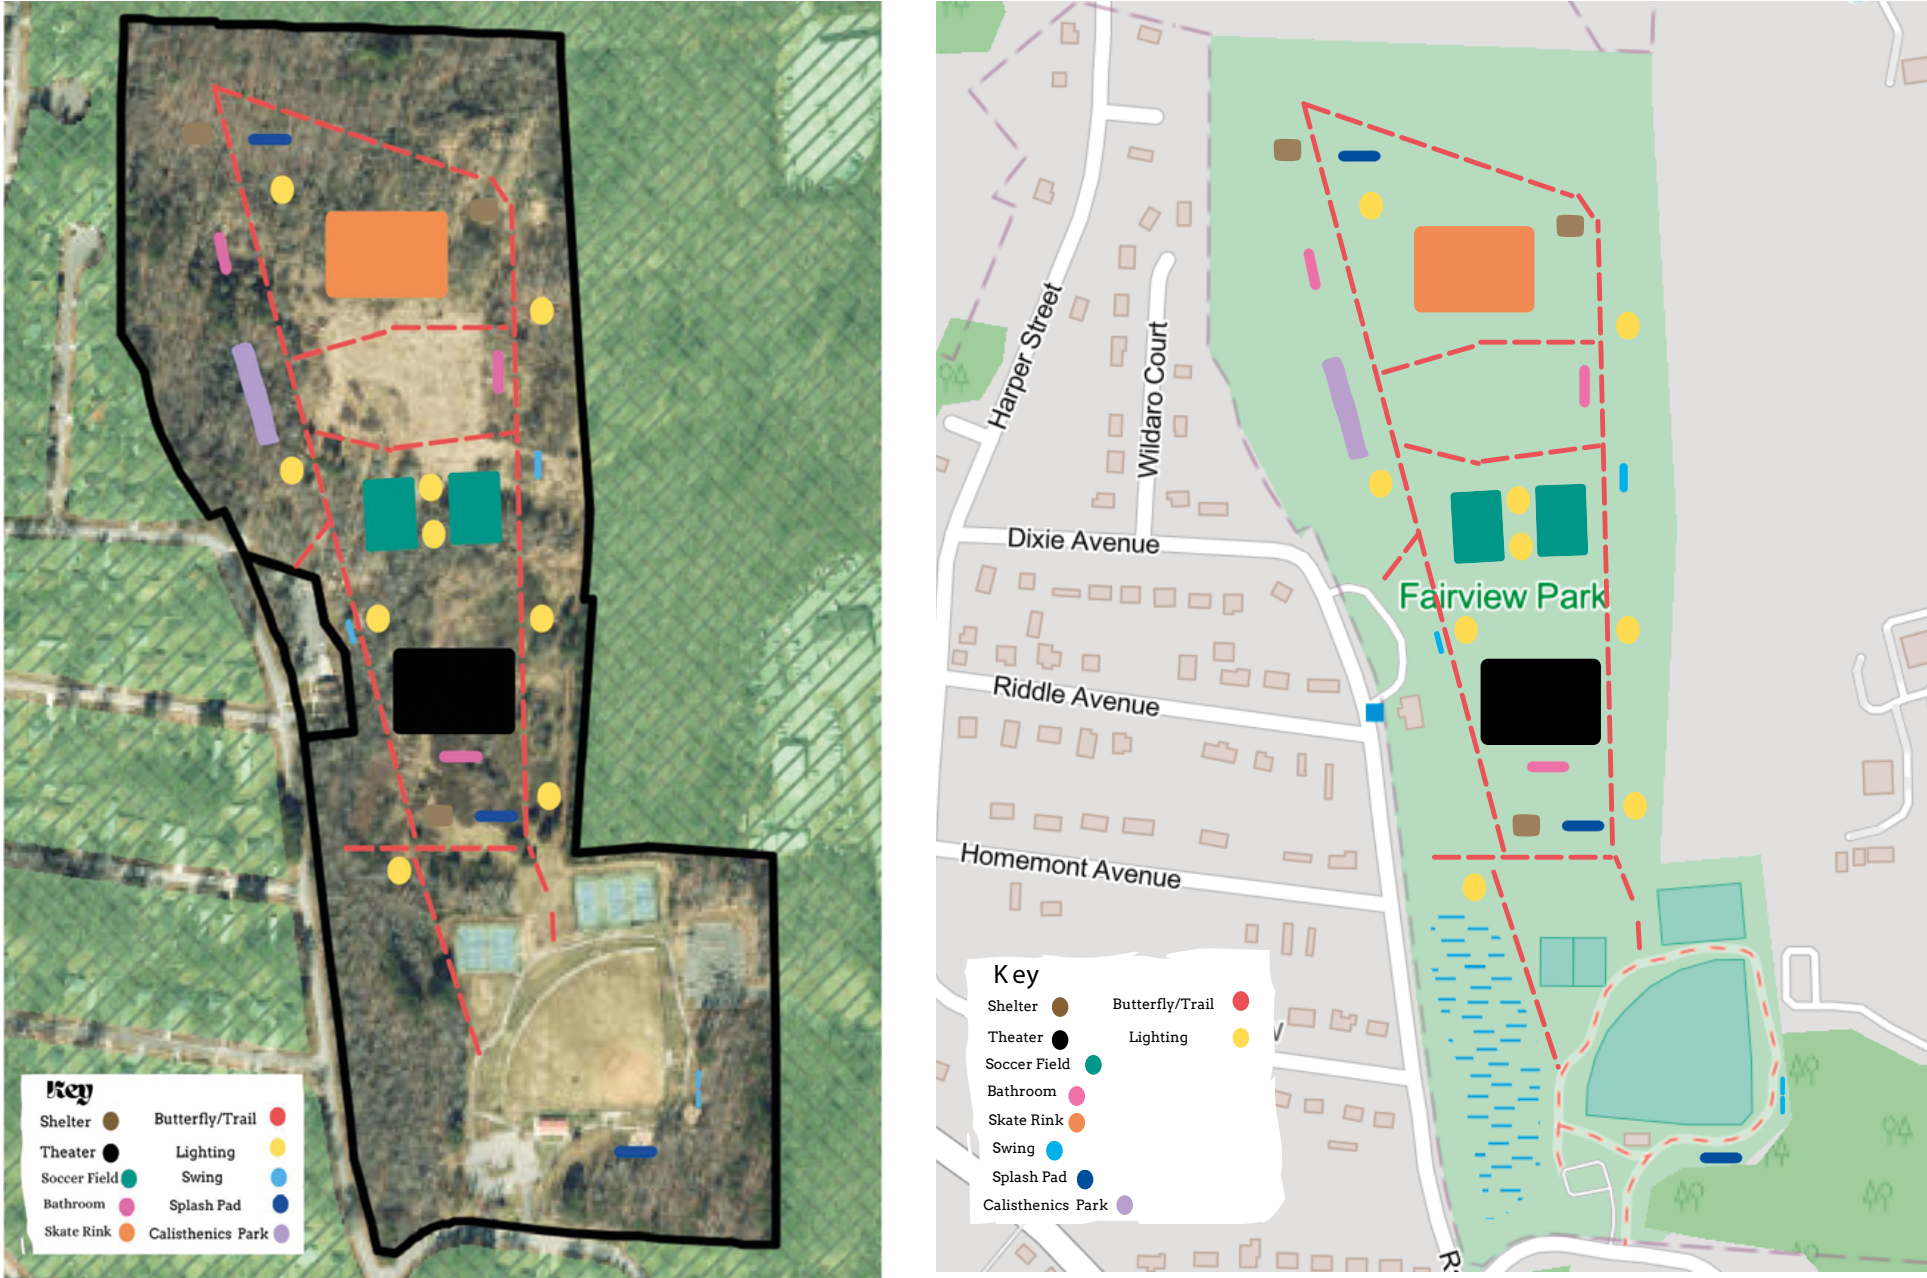 Key
Shelter
Theater
Soccer Field
Bathroom
Skate Rink
Butterfly/Trail
Lighting
Swing
Splash Pad
Calisthenics Park
Harper Street
Wildaro Court
Dixie Avenue
Fairview Park
Riddle Avenue
Homemont Avenue
Key
Shelter
Theater
Soccer Field
Bathroom
Skate Rink
Swing
Splash Pad
Calisthenics Park
Butterfly/Trail
Lighting